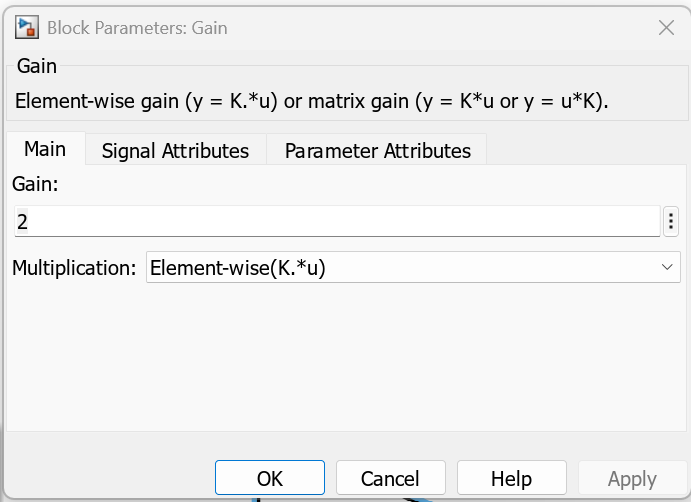 Block Parameters: Gain
Gain
Element-wise gain (y = K.*u) or matrix gain (y = K*u or y = u*K).
Main Signal Attributes Parameter Attributes
Gain:
2
Multiplication: Element-wise(K.*u)
OK Cancel Help Apply